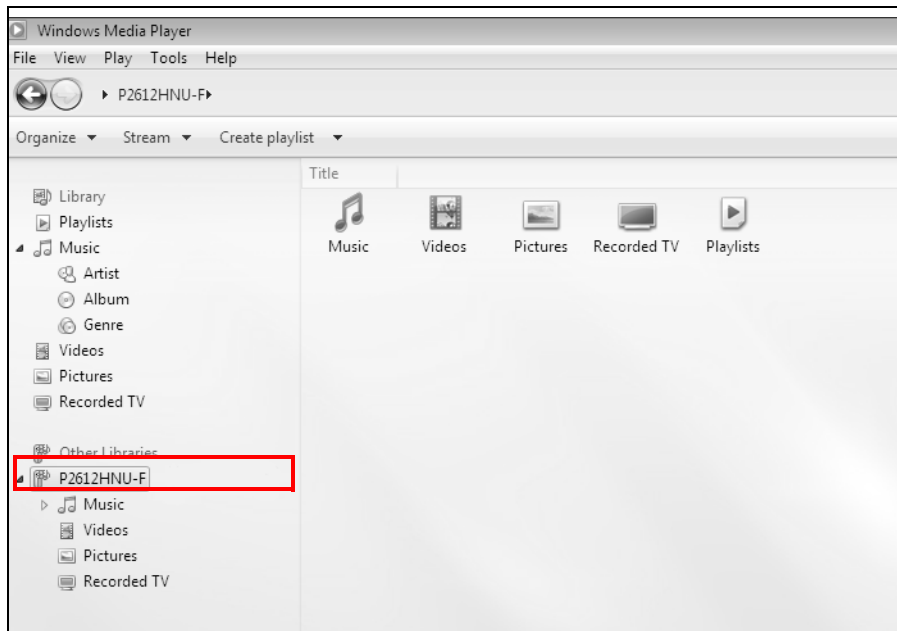 Windows Media Player
File View Play Tools Help
P2612HNU-F
Organize Stream Create playlist
Title
Library
Playlists
Music
Artist
Album
Genre
Videos
Pictures
Recorded TV
Other Libraries
P2612HNU-F
Music
Videos
Pictures
Recorded TV
Music Videos Pictures Recorded TV Playlists